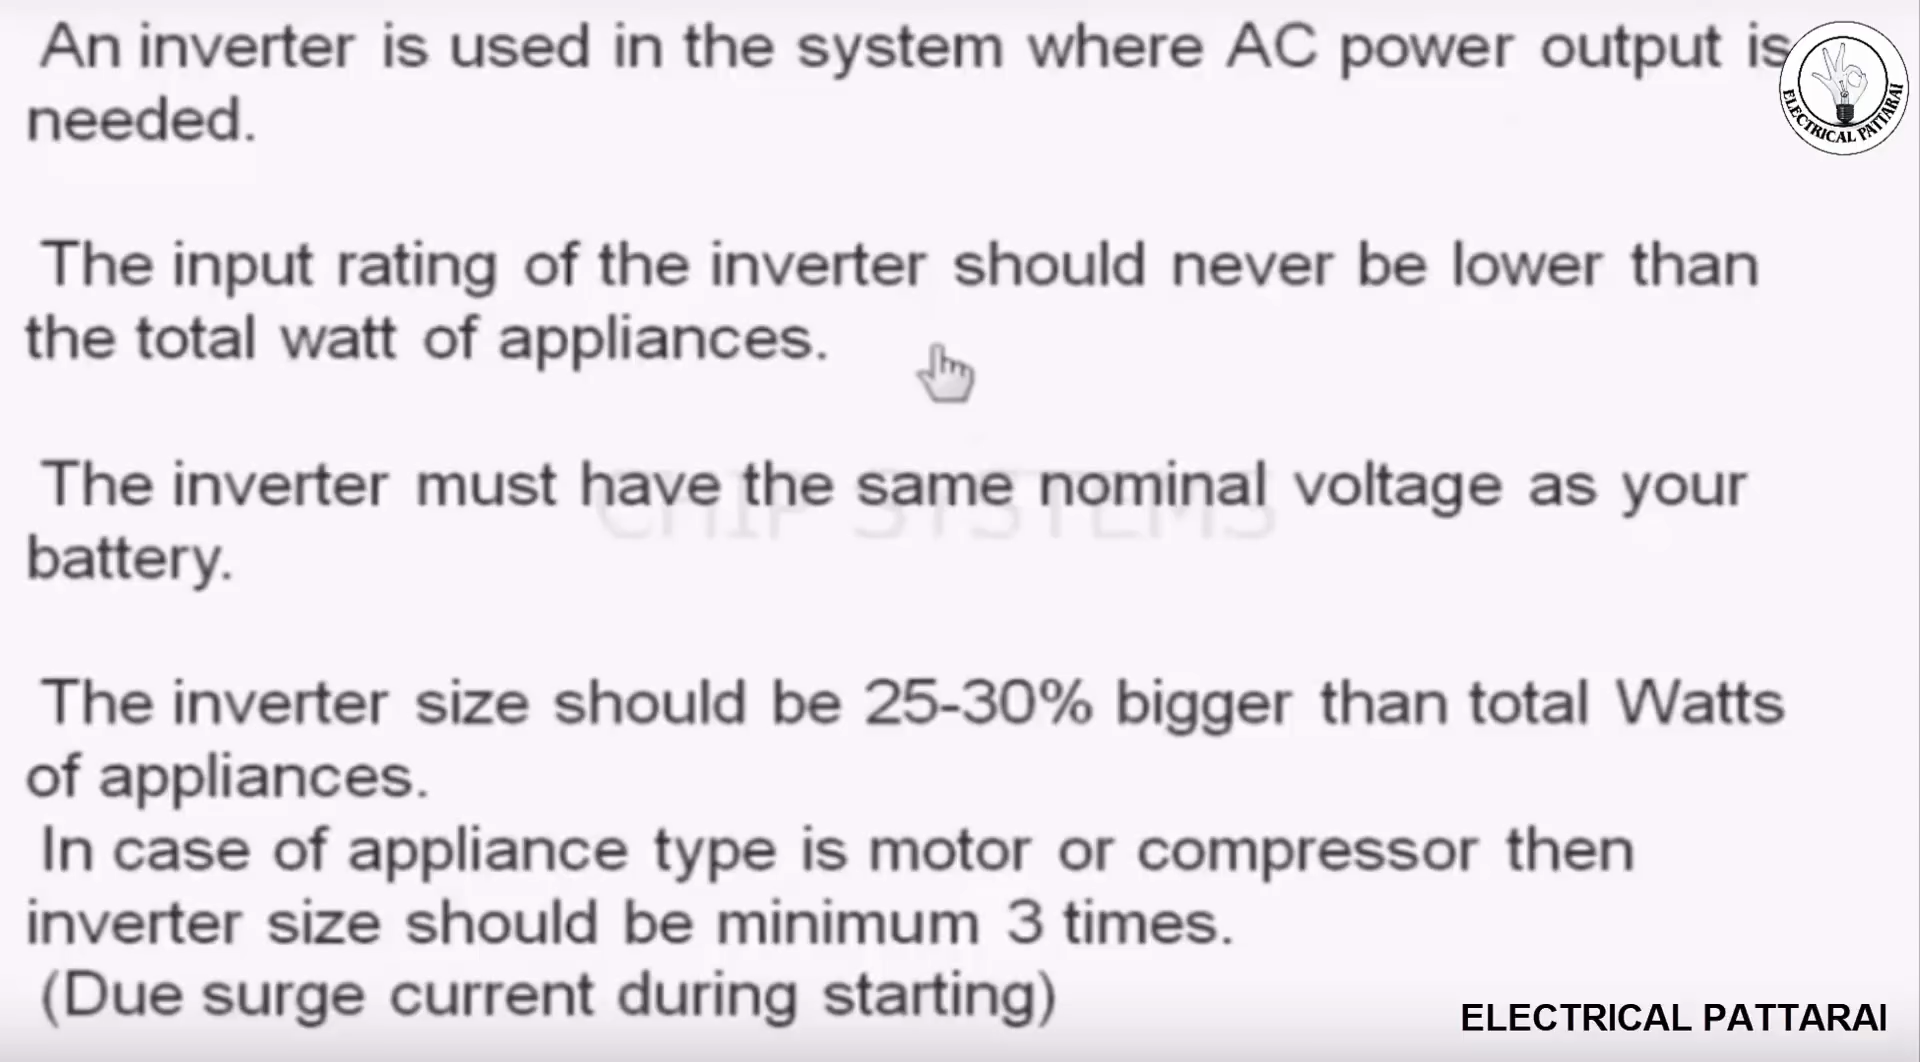 An inverter is used in the system where AC power output is
needed.
The input rating of the inverter should never be lower than
the total watt of appliances.
The inverter must have the same nominal voltage as your
battery.
CHIP SYSTEMS
The inverter size should be 25-30% bigger than total Watts
of appliances.
In case of appliance type is motor or compressor then
inverter size should be minimum 3 times.
(Due surge current during starting)
ELECTRICAL PATTARAI
ELECTRICAL PATTARAI